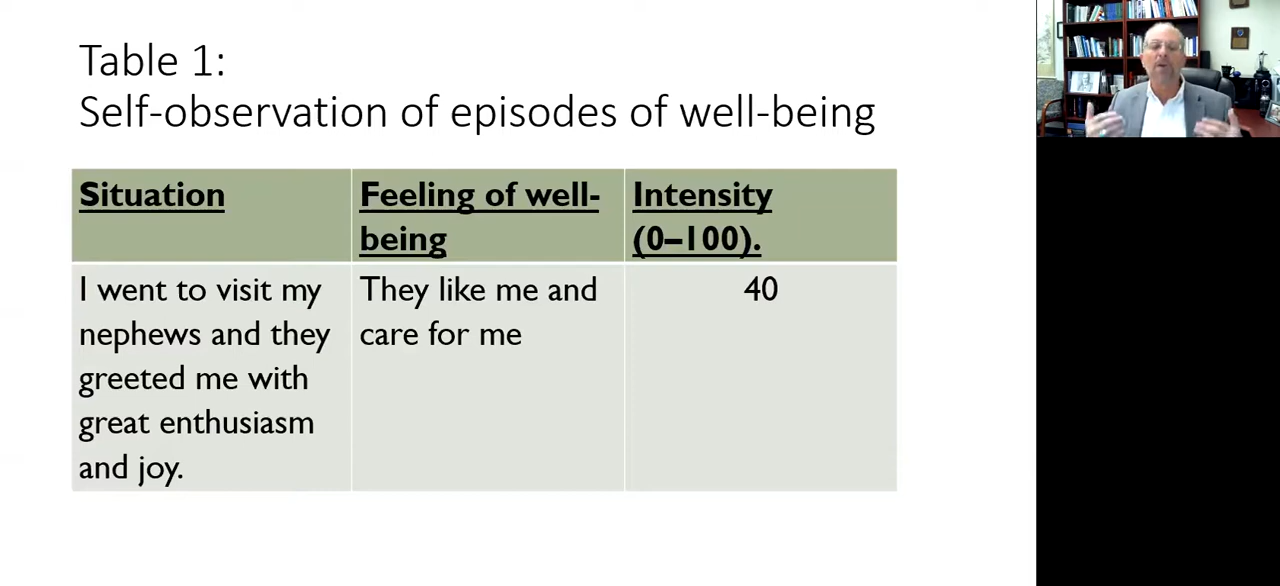 Table 1:
Self-observation of episodes of well-being
Situation
Feeling of well-
being
Intensity
(0–100).
I went to visit my
nephews and they
greeted me with
great enthusiasm
and joy.
They like me and
care for me
40